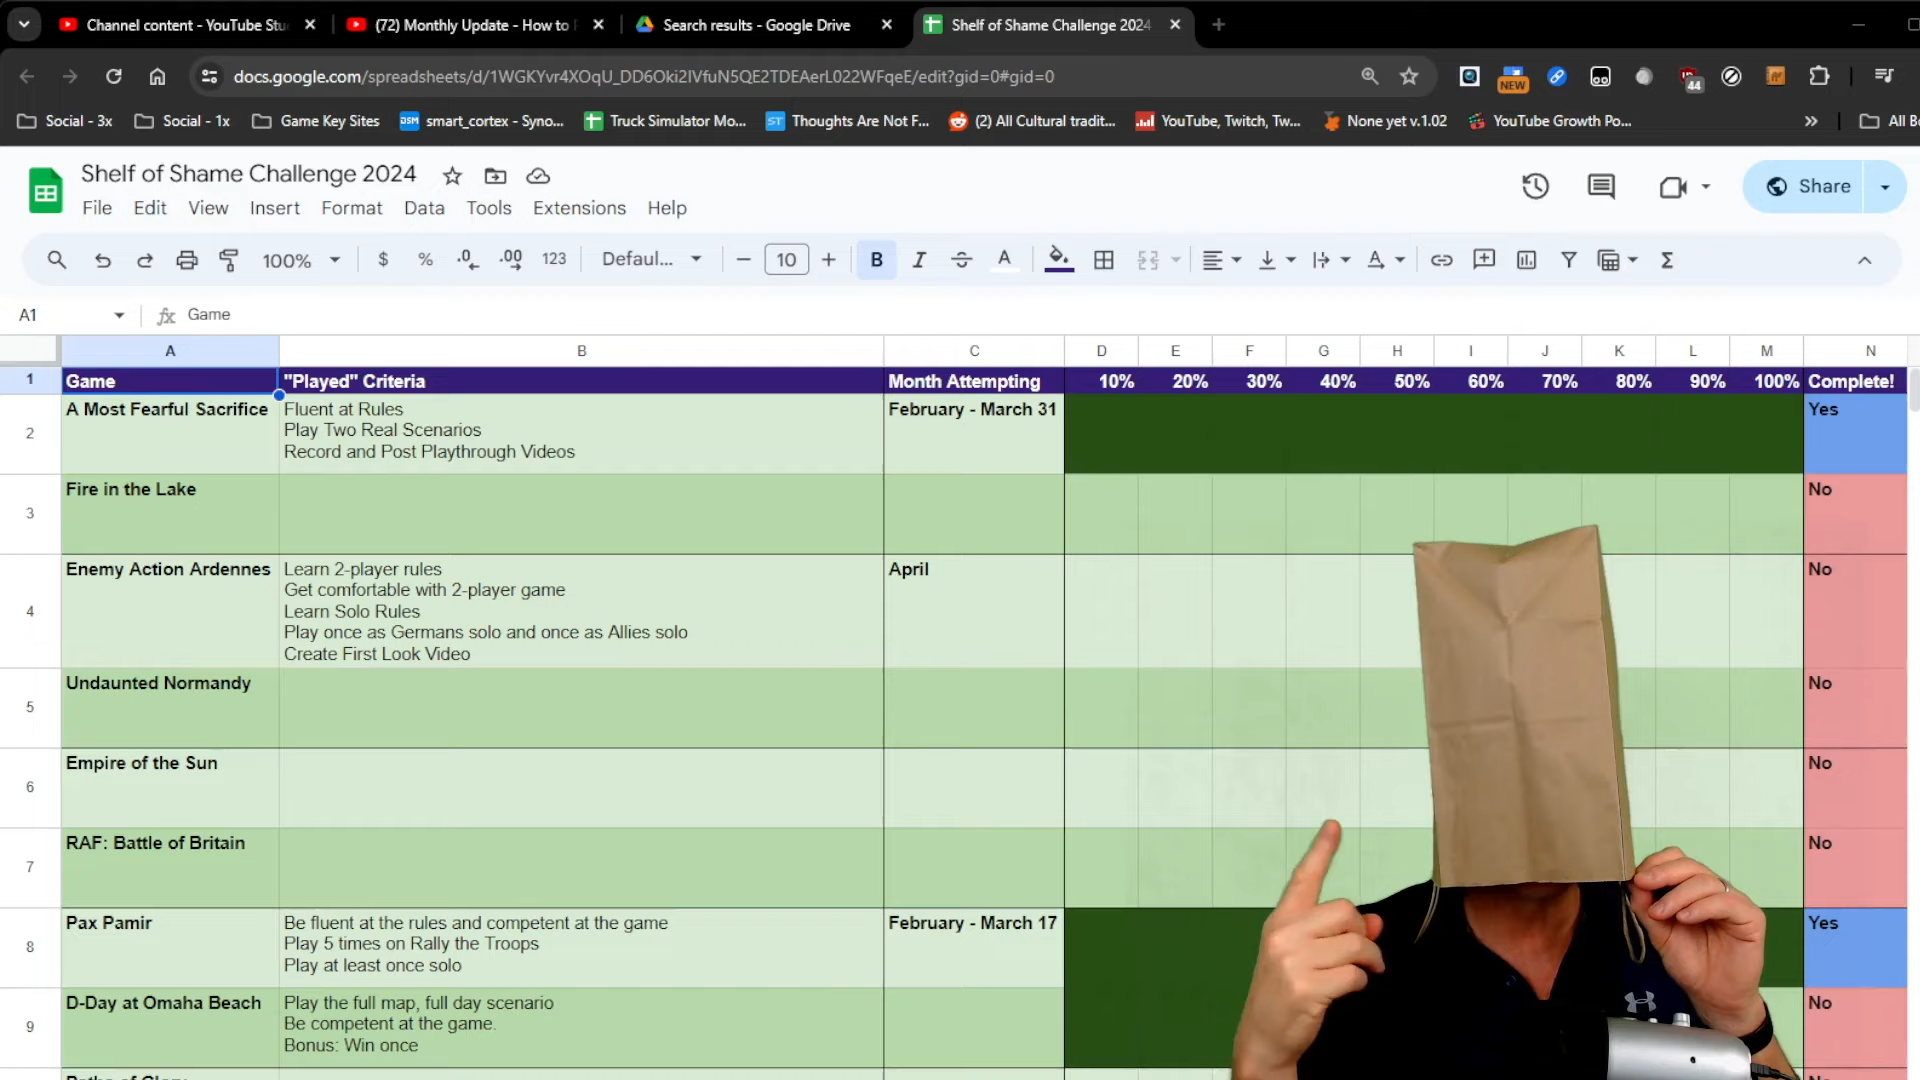 Channel content - YouTube Stu
(72) Monthly Update - How to
Search results - Google Drive
Shelf of Shame Challenge 2024
docs.google.com/spreadsheets/d/1WGKYvr4XOqU_DD6Oki2IVfuN5QE2TDEAerL022WFqeE/edit?gid=0#gid=0
NEW
44
Social - 3x
Social - 1x
Game Key Sites
DSM
smart_cortex - Syno...
Truck Simulator Mo...
ST
Thoughts Are Not F...
(2) All Cultural tradit...
YouTube, Twitch, Tw...
None yet v.1.02
YouTube Growth Po...
All Bo
Shelf of Shame Challenge 2024
File Edit View Insert Format Data Tools Extensions Help
Share
100% $ % .0 .00 123 Defaul... 10 B I S A A Σ
A1 fx Game
A B C D E F G H I J K L M N
1 Game "Played" Criteria Month Attempting 10% 20% 30% 40% 50% 60% 70% 80% 90% 100% Complete!
2 A Most Fearful Sacrifice Fluent at Rules February - March 31 Yes
Play Two Real Scenarios
Record and Post Playthrough Videos
3 Fire in the Lake No
4 Enemy Action Ardennes Learn 2-player rules April No
Get comfortable with 2-player game
Learn Solo Rules
Play once as Germans solo and once as Allies solo
Create First Look Video
5 Undaunted Normandy No
6 Empire of the Sun No
7 RAF: Battle of Britain No
8 Pax Pamir Be fluent at the rules and competent at the game February - March 17 Yes
Play 5 times on Rally the Troops
Play at least once solo
9 D-Day at Omaha Beach Play the full map, full day scenario No
Be competent at the game.
Bonus: Win once